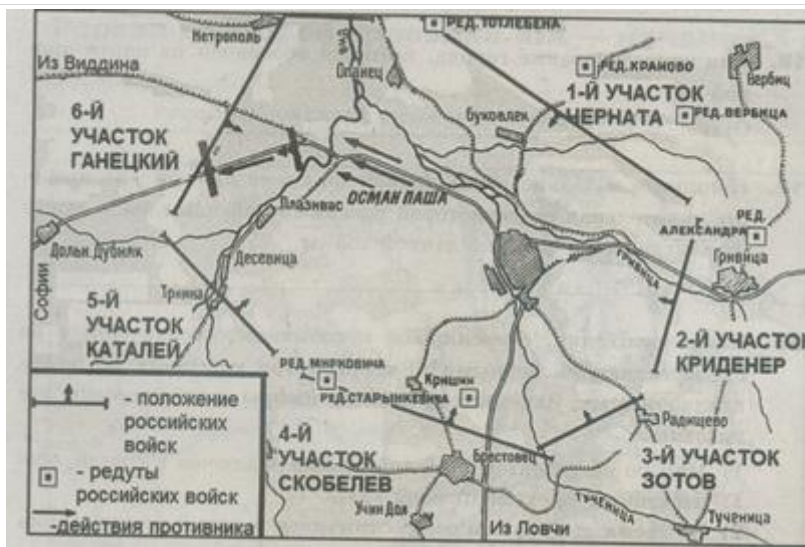 Нетрополь
РЕД. ТОТЛЕБЕНА
Из Виддина
Опанец
РЕД. КРАНОВО
Вербиц
6-Й
УЧАСТОК
ГАНЕЦКИЙ
Буковлек
1-Й УЧАСТОК
ЧЕРНАТА
РЕД. ВЕРБИЦА
ОСМАН ПАША
Плазивас
РЕД.
АЛЕКСАНДРА
Дольн. Дубняк
Десевица
ГРИВИЦА
Гривица
Софии
Трнина
5-Й
УЧАСТОК
КАТАЛЕЙ
2-Й УЧАСТОК
КРИДЕНЕР
РЕД. МИРКОВИЧА
Кришин
РЕД. СТАРЫНКЕВИЧА
- положение
российских
войск
4-Й
УЧАСТОК
СКОБЕЛЕВ
Брестовец
Радищево
3-Й УЧАСТОК
ЗОТОВ
- редуты
российских войск
Учин Дол
Из Ловчи
ТУЧЕНИЦА
Тученица
-действия противника